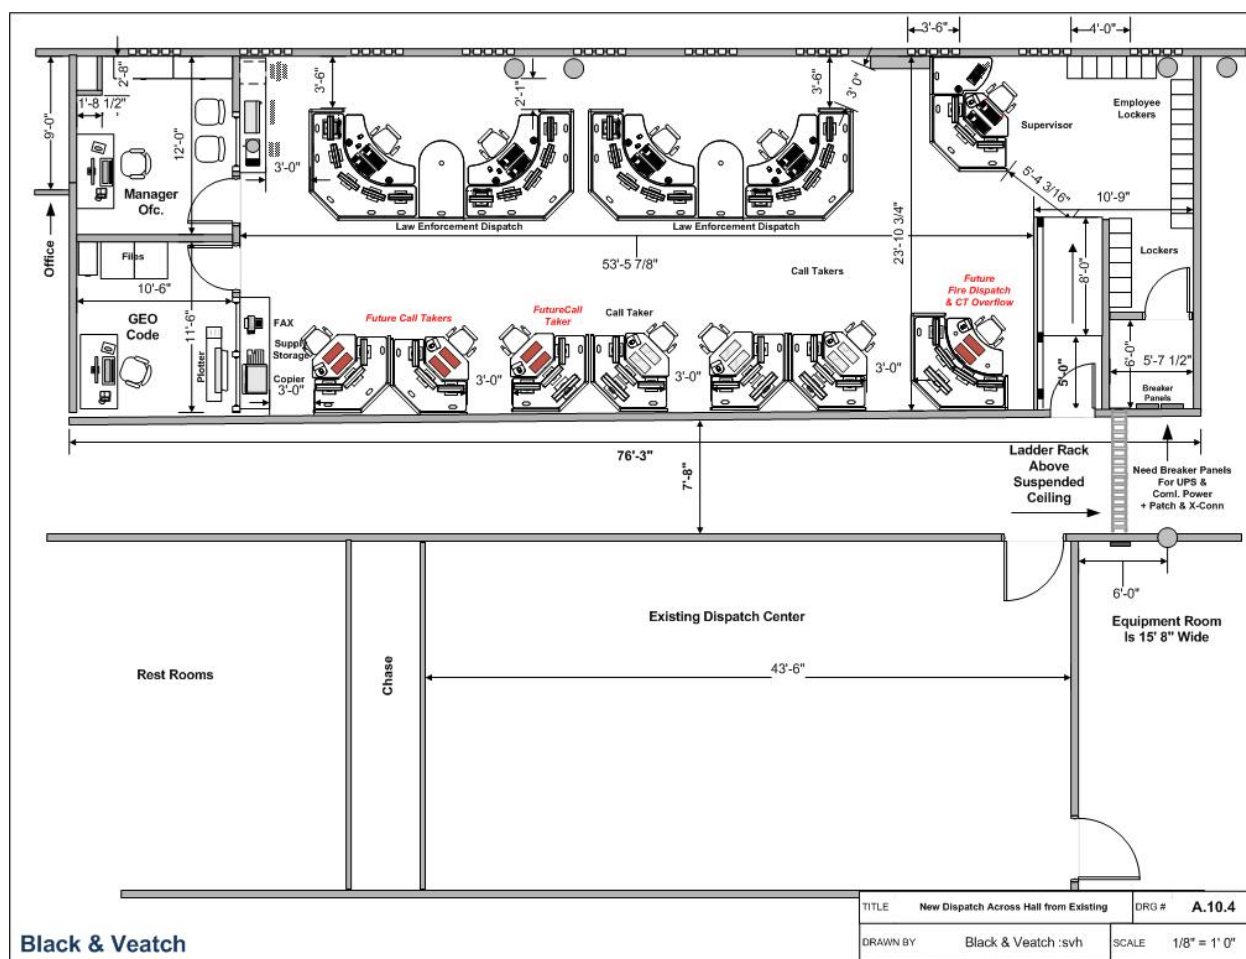 3'-6"
4'-0"
2'-8"
1'-8 1/2"
9'-0"
12'-0"
3'-0"
3'-6"
2'-1"
3'-6"
3' 0"
Supervisor
Employee
Lockers
5'-4 3/16"
10'-9"
Manager
Ofc.
Office
Law Enforcement Dispatch
Law Enforcement Dispatch
23'-10 3/4"
53'-5 7/8"
Call Takers
Lockers
8'-0"
Files
10'-6"
GEO
Code
11'-6"
Plotter
FAX
Storage
Copier
3'-0"
Future Call Takers
FutureCall
Taker
Call Taker
Future
Fire Dispatch
& CT Overflow
3'-0"
3'-0"
3'-0"
5'-0"
6'-0"
5'-7 1/2"
Breaker
Panels
76'-3"
7'-8"
Ladder Rack
Above
Suspended
Ceiling
Need Breaker Panels
For UPS &
Coml. Power
+ Patch & X-Conn
6'-0"
Equipment Room
Is 15' 8" Wide
Existing Dispatch Center
43'-6"
Rest Rooms
Chase
TITLE New Dispatch Across Hall from Existing DRG # A.10.4
DRAWN BY Black & Veatch :svh SCALE 1/8" = 1' 0"
Black & Veatch